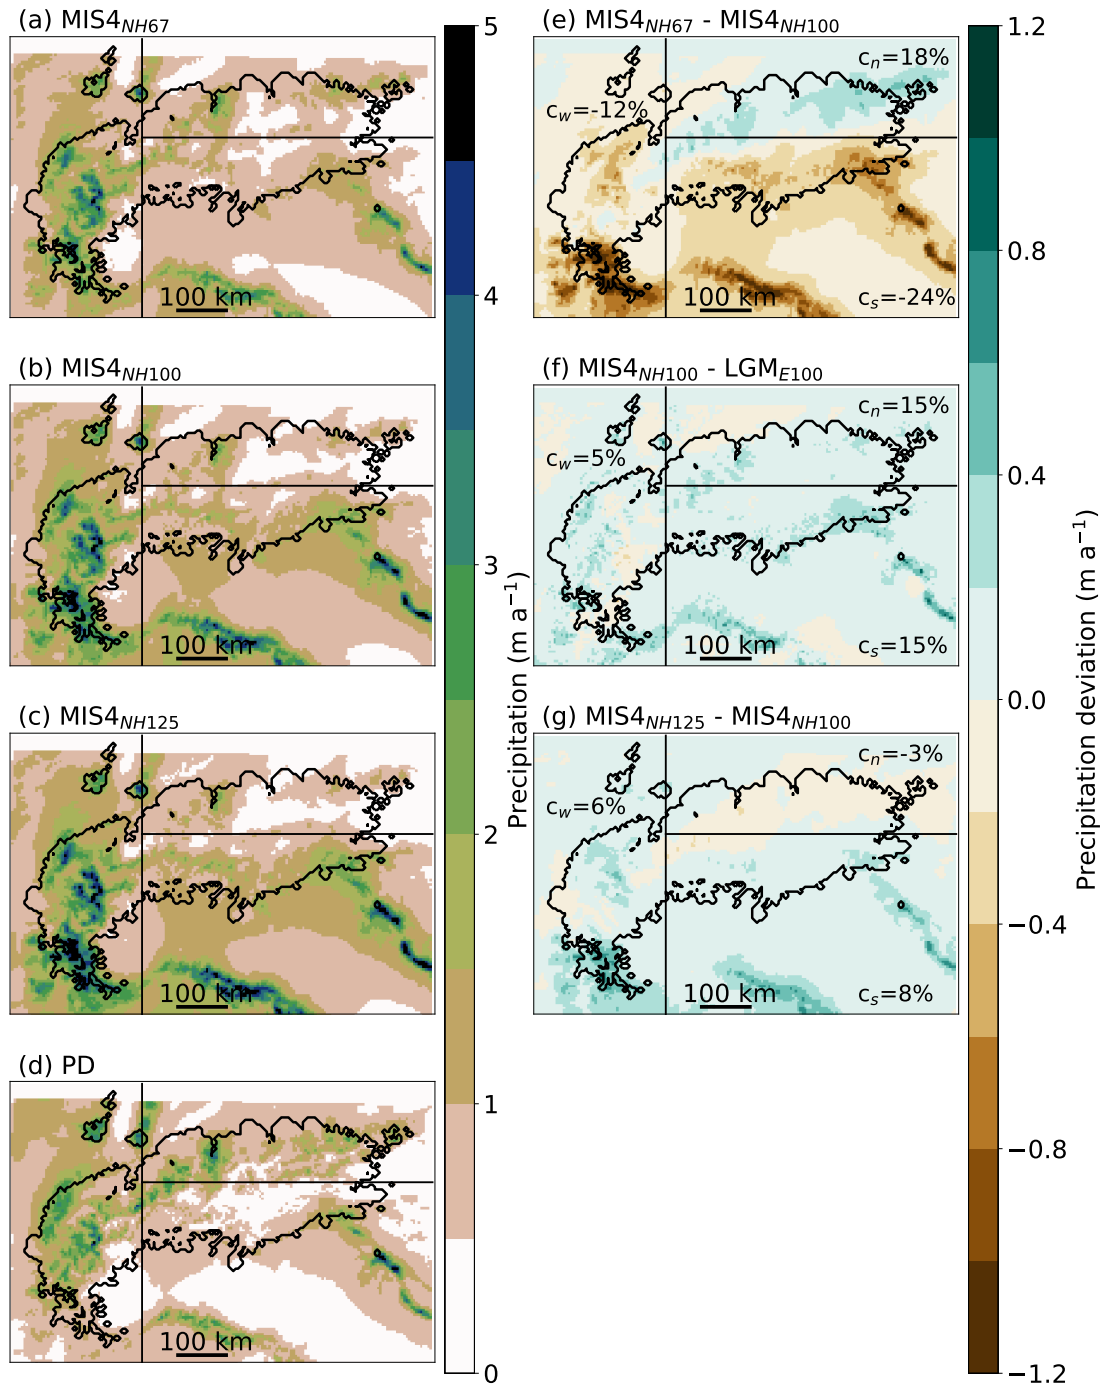 (a) MIS4NH67
100 km
(b) MIS4NH100
100 km
(c) MIS4NH125
100 km
(d) PD
100 km
5
4
3
2
1
0
Precipitation (m a⁻¹)
(e) MIS4NH67 - MIS4NH100
cn=18%
cw=-12%
100 km
cs=-24%
(f) MIS4NH100 - LGME100
cn=15%
cw=5%
100 km
cs=15%
(g) MIS4NH125 - MIS4NH100
cn=-3%
cw=6%
100 km
cs=8%
1.2
0.8
0.4
0.0
−0.4
−0.8
−1.2
Precipitation deviation (m a⁻¹)